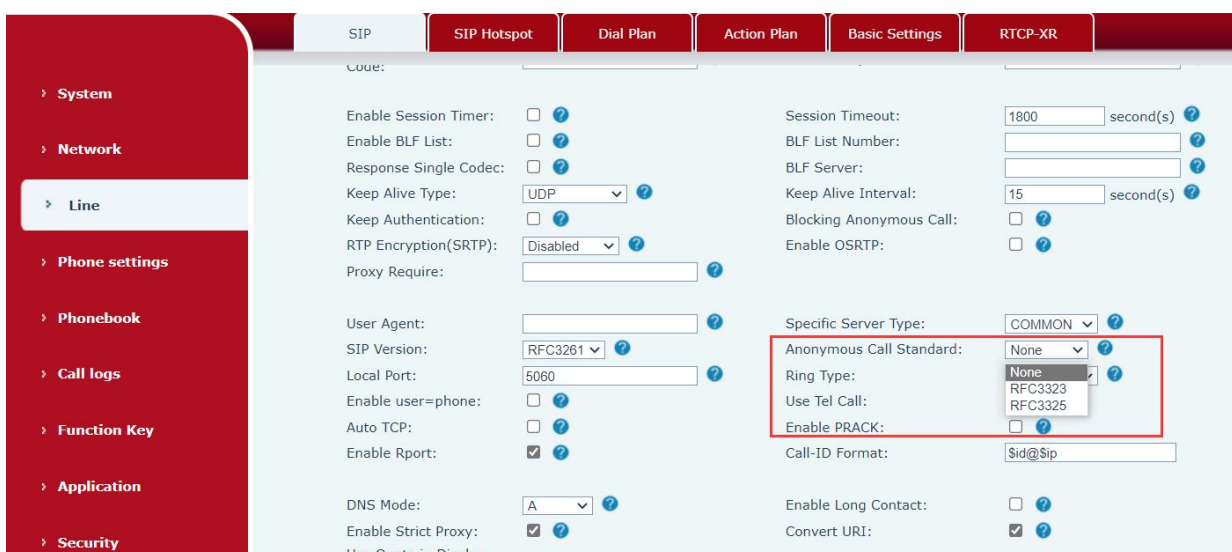 SIP SIP Hotspot Dial Plan Action Plan Basic Settings RTCP-XR
System
Network
Line
Phone settings
Phonebook
Call logs
Function Key
Application
Security
Code:
Enable Session Timer: ? Session Timeout: 1800 second(s) ?
Enable BLF List: ? BLF List Number: ?
Response Single Codec: ? BLF Server: ?
Keep Alive Type: UDP ? Keep Alive Interval: 15 second(s) ?
Keep Authentication: ? Blocking Anonymous Call: ?
RTP Encryption(SRTP): Disabled ? Enable OSRTP: ?
Proxy Require: ?
User Agent: ? Specific Server Type: COMMON ?
SIP Version: RFC3261 ? Anonymous Call Standard: None ?
Local Port: 5060 ? Ring Type: None ?
Enable user=phone: ? Use Tel Call: RFC3323
RFC3325
Auto TCP: ? Enable PRACK: ?
Enable Rport: ? Call-ID Format: $id@$ip
DNS Mode: A ? Enable Long Contact: ?
Enable Strict Proxy: ? Convert URI: ?